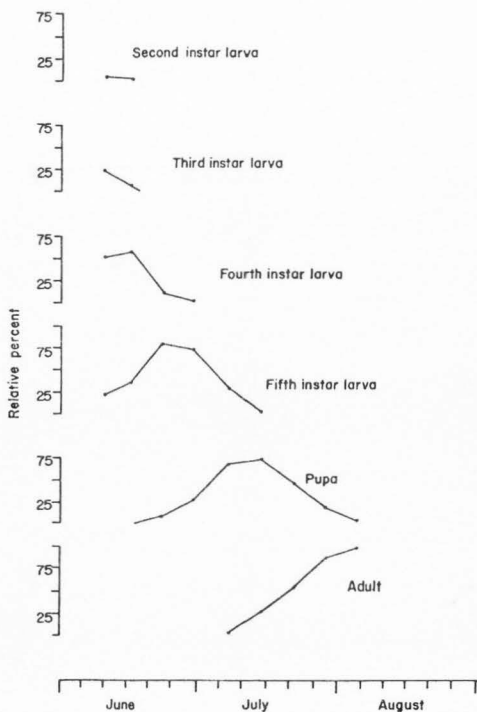 75
Second instar larva
25
75
Third instar larva
25
75
Fourth instar larva
25
Relative percent
75
Fifth instar larva
25
75
Pupa
25
75
Adult
25
June July August